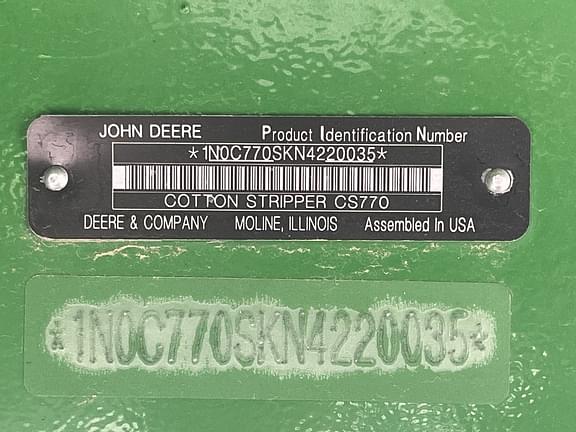 JOHN DEERE Product Identification Number
*1N0C770SKN4220035*
COTTON STRIPPER CS770
DEERE & COMPANY MOLINE, ILLINOIS Assembled In USA
*1N0C770SKN4220035*